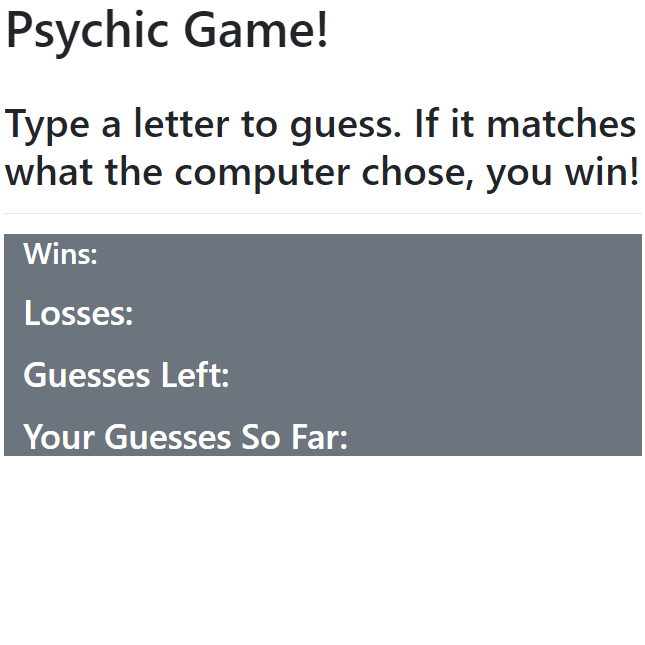 Psychic Game!
Type a letter to guess. If it matches
what the computer chose, you win!
Wins:
Losses:
Guesses Left:
Your Guesses So Far: